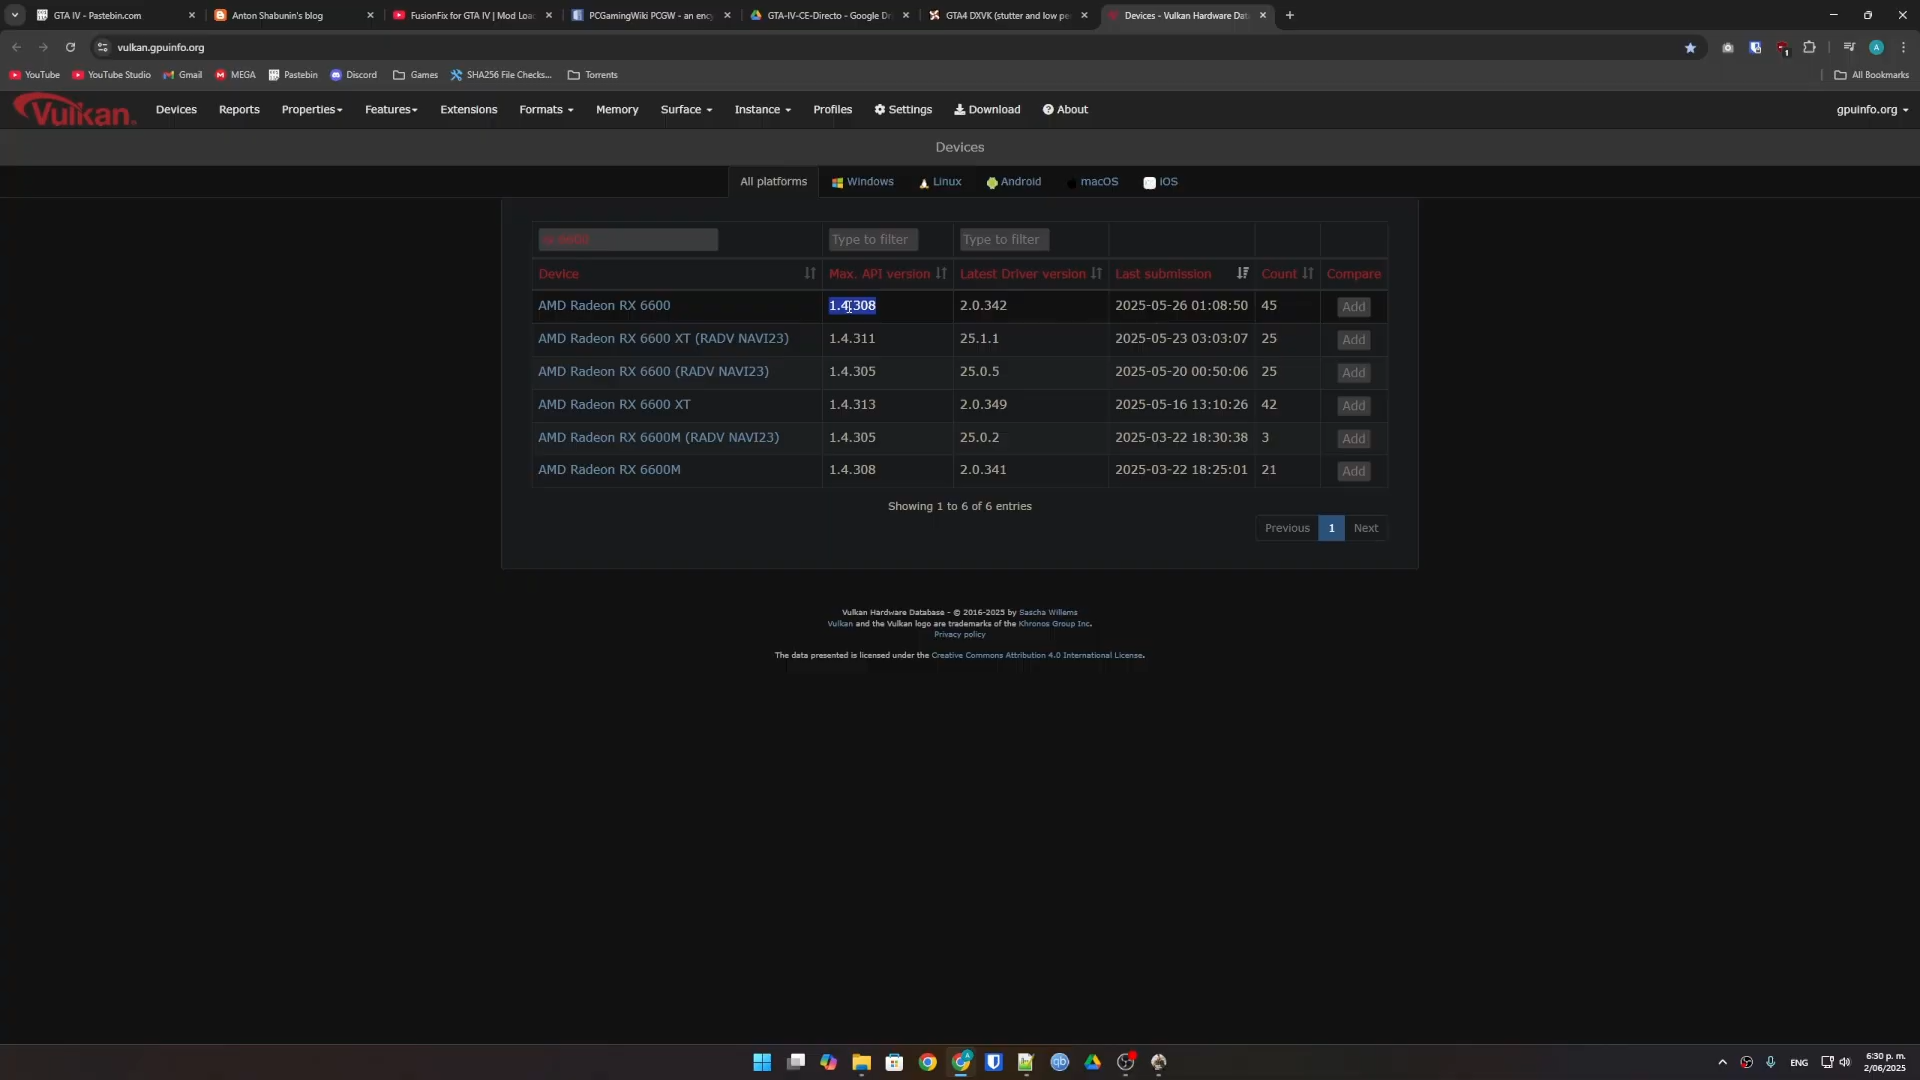 GTA IV - Pastebin.com
Anton Shabunin's blog
FusionFix for GTA IV | Mod Loa
PCGamingWiki PCGW - an ency
GTA-IV-CE-Directo - Google Dr
GTA4 DXVK (stutter and low pe
Devices - Vulkan Hardware Dat
vulkan.gpuinfo.org
YouTube YouTube Studio Gmail MEGA Pastebin Discord Games SHA256 File Checks... Torrents All Bookmarks
Vulkan. Devices Reports Properties Features Extensions Formats Memory Surface Instance Profiles Settings Download About gpuinfo.org
Devices
All platforms Windows Linux Android macOS iOS
rx 6600 Type to filter Type to filter
Device Max. API version Latest Driver version Last submission Count Compare
AMD Radeon RX 6600 1.4.308 2.0.342 2025-05-26 01:08:50 45 Add
AMD Radeon RX 6600 XT (RADV NAVI23) 1.4.311 25.1.1 2025-05-23 03:03:07 25 Add
AMD Radeon RX 6600 (RADV NAVI23) 1.4.305 25.0.5 2025-05-20 00:50:06 25 Add
AMD Radeon RX 6600 XT 1.4.313 2.0.349 2025-05-16 13:10:26 42 Add
AMD Radeon RX 6600M (RADV NAVI23) 1.4.305 25.0.2 2025-03-22 18:30:38 3 Add
AMD Radeon RX 6600M 1.4.308 2.0.341 2025-03-22 18:25:01 21 Add
Showing 1 to 6 of 6 entries
Previous 1 Next
Vulkan Hardware Database - © 2016-2025 by Sascha Willems
Vulkan and the Vulkan logo are trademarks of the Khronos Group Inc.
Privacy policy
The data presented is licensed under the Creative Commons Attribution 4.0 International License.
ENG
6:30 p. m.
2/06/2025